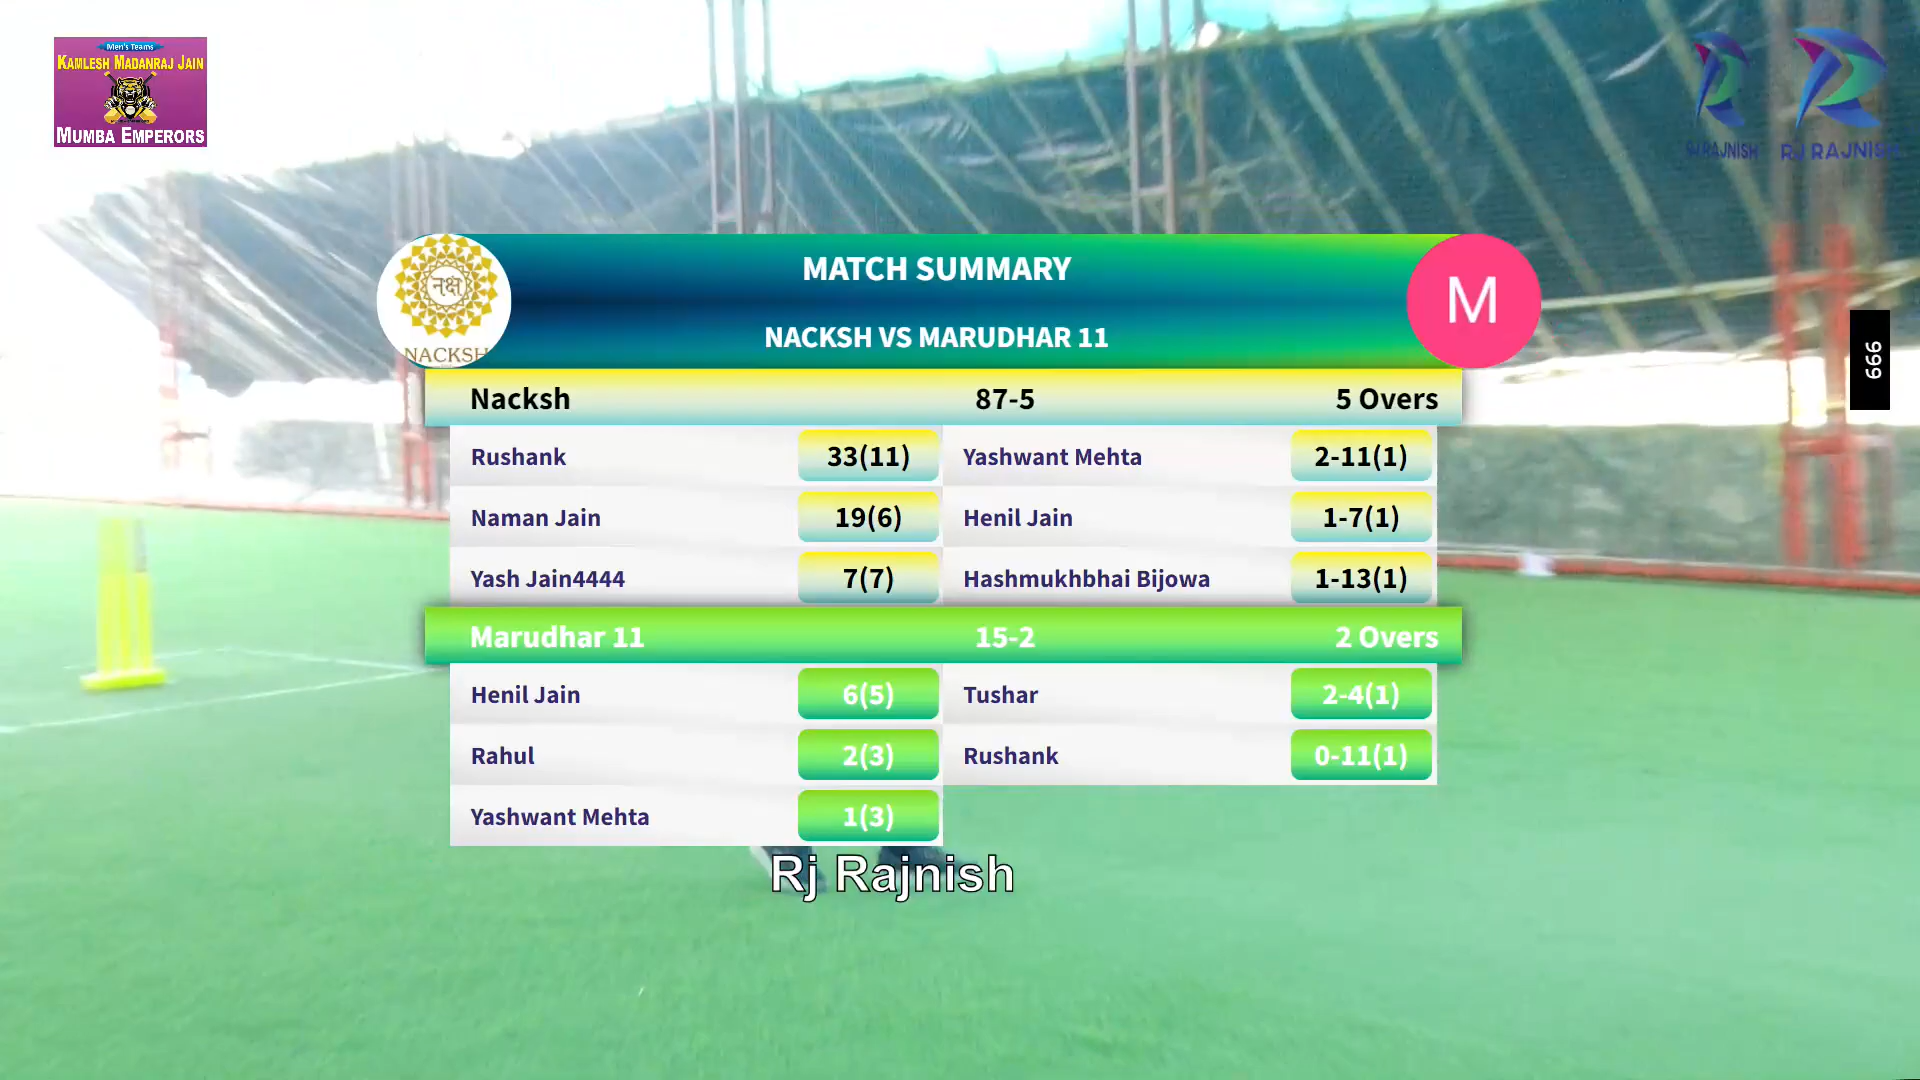 Men's Teams
KAMLESH MADANRAJ JAIN
MUMBA EMPERORS
RJ RAJNISH
RJ RAJNISH
MATCH SUMMARY
NACKSH VS MARUDHAR 11
नक्ष
NACKSH
M
666
Nacksh 87-5 5 Overs
Rushank 33(11) Yashwant Mehta 2-11(1)
Naman Jain 19(6) Henil Jain 1-7(1)
Yash Jain4444 7(7) Hashmukhbhai Bijowa 1-13(1)
Marudhar 11 15-2 2 Overs
Henil Jain 6(5) Tushar 2-4(1)
Rahul 2(3) Rushank 0-11(1)
Yashwant Mehta 1(3)
Rj Rajnish